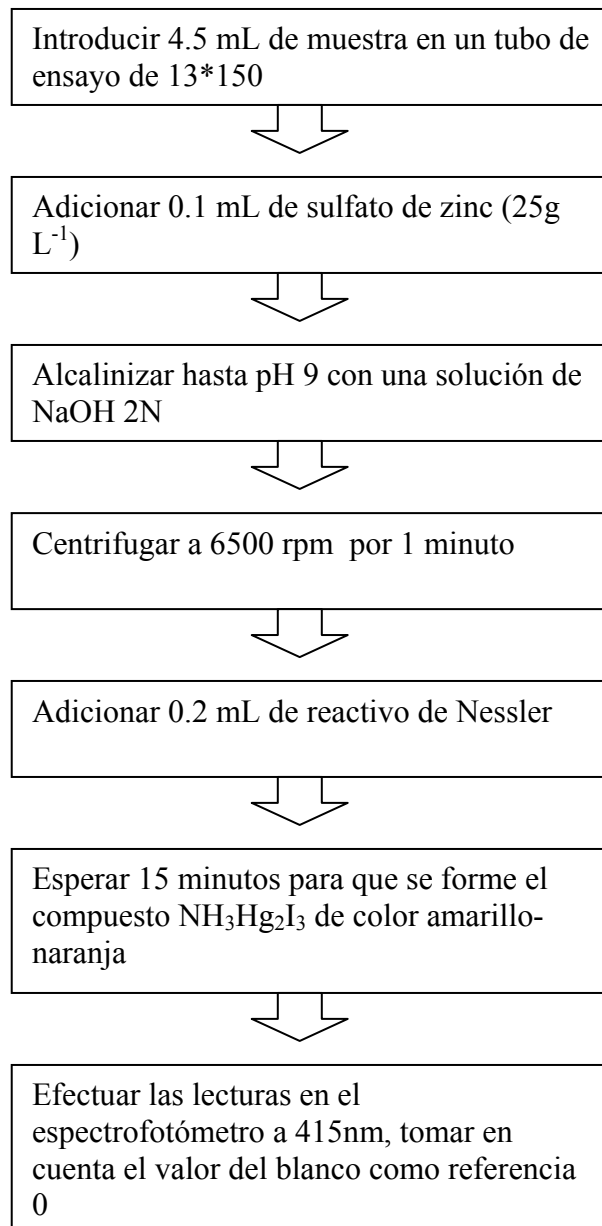 Introducir 4.5 mL de muestra en un tubo de
ensayo de 13*150
Adicionar 0.1 mL de sulfato de zinc (25g
L⁻¹)
Alcalinizar hasta pH 9 con una solución de
NaOH 2N
Centrifugar a 6500 rpm por 1 minuto
Adicionar 0.2 mL de reactivo de Nessler
Esperar 15 minutos para que se forme el
compuesto NH₃Hg₂I₃ de color amarillo-
naranja
Efectuar las lecturas en el
espectrofotómetro a 415nm, tomar en
cuenta el valor del blanco como referencia
0